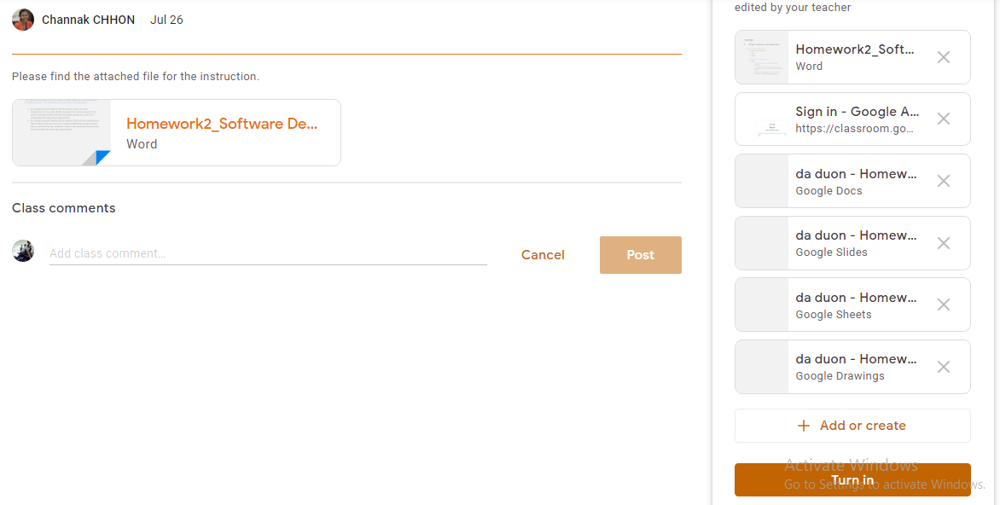 Channak CHHON Jul 26
Please find the attached file for the instruction.
Homework2_Software De...
Word
Class comments
Add class comment...
Cancel
Post
edited by your teacher
Homework2_Soft...
Word
Sign in - Google A...
https://classroom.go...
da duon - Homew...
Google Docs
da duon - Homew...
Google Slides
da duon - Homew...
Google Sheets
da duon - Homew...
Google Drawings
+ Add or create
Activate Windows
Turn in
Go to Settings to activate Windows.